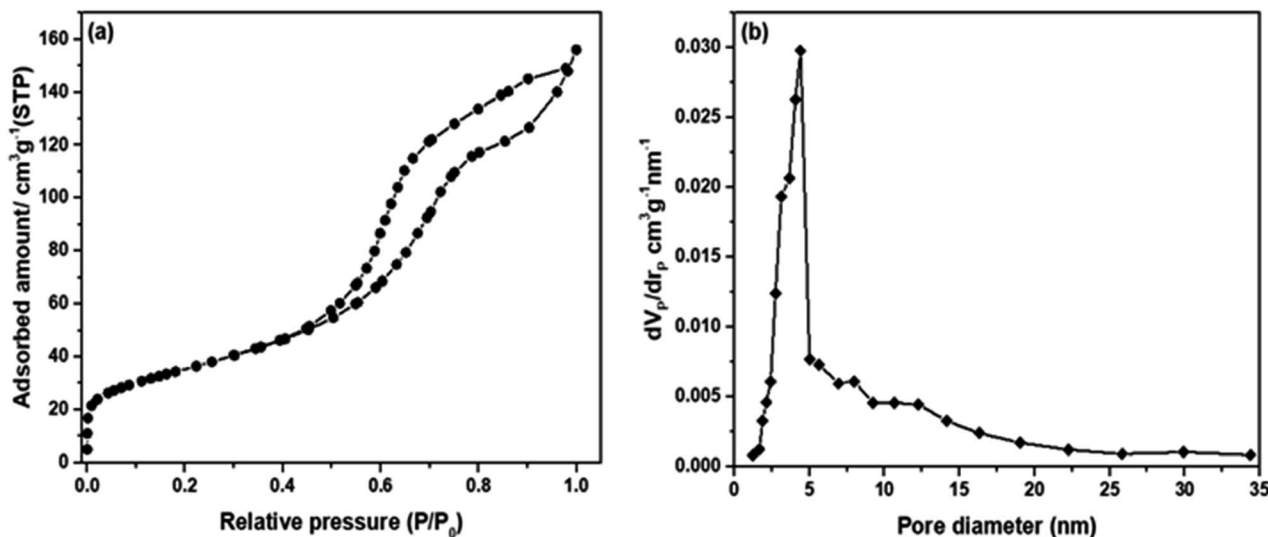 (a)
160
140
120
100
80
60
40
20
0
0.0 0.2 0.4 0.6 0.8 1.0
Adsorbed amount/ cm³g⁻¹(STP)
Relative pressure (P/P₀)
(b)
0.030
0.025
0.020
0.015
0.010
0.005
0.000
0 5 10 15 20 25 30 35
dVₚ/drₚ cm³g⁻¹nm⁻¹
Pore diameter (nm)